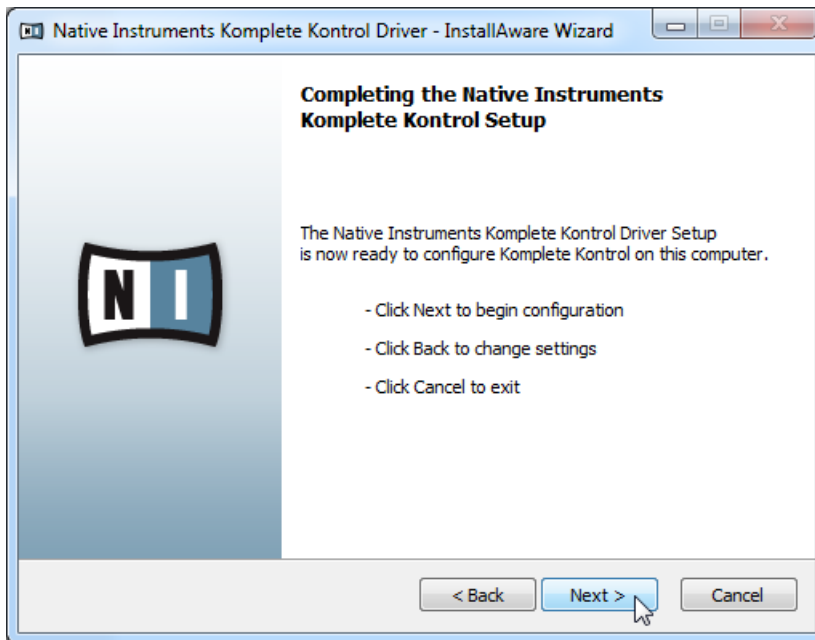 Native Instruments Komplete Kontrol Driver - InstallAware Wizard
Completing the Native Instruments
Komplete Kontrol Setup
The Native Instruments Komplete Kontrol Driver Setup
is now ready to configure Komplete Kontrol on this computer.
- Click Next to begin configuration
- Click Back to change settings
- Click Cancel to exit
N I
< Back Next > Cancel